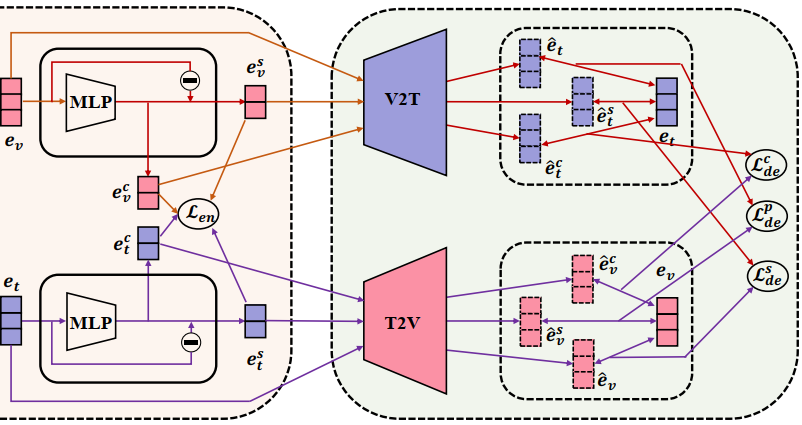 e_v
MLP
e_v^s
e_v^c
ℒ_en
e_t^c
e_t
MLP
e_t^s
V2T
ê_t
ê_t^s
ê_t^c
e_t
T2V
ê_v^c
ê_v^s
ê_v
e_v
ℒ_de^c
ℒ_de^p
ℒ_de^s